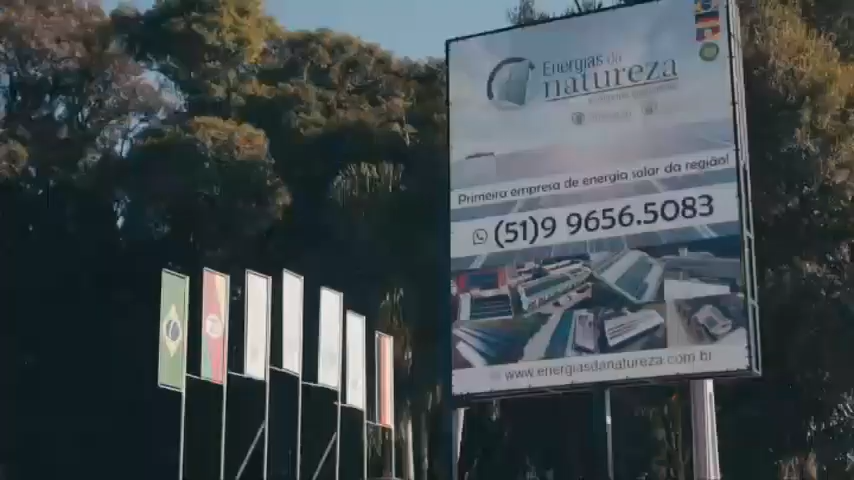 Energias da
natureza
Primeira empresa de energia solar da região!
(51)9 9656.5083
www.energiasdanatureza.com.br